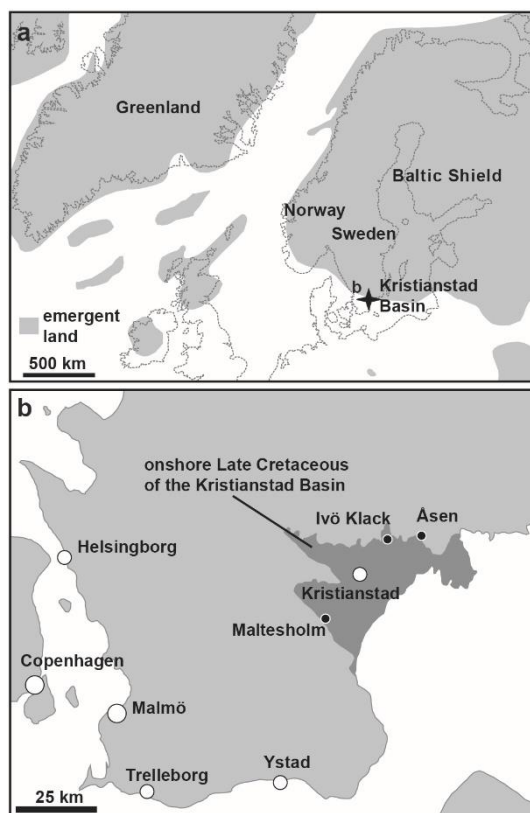 a
Greenland
Baltic Shield
Norway
Sweden
b
Kristianstad
Basin
emergent
land
500 km
b
onshore Late Cretaceous
of the Kristianstad Basin
Ivö Klack
Åsen
Helsingborg
Kristianstad
Maltesholm
Copenhagen
Malmö
Ystad
Trelleborg
25 km